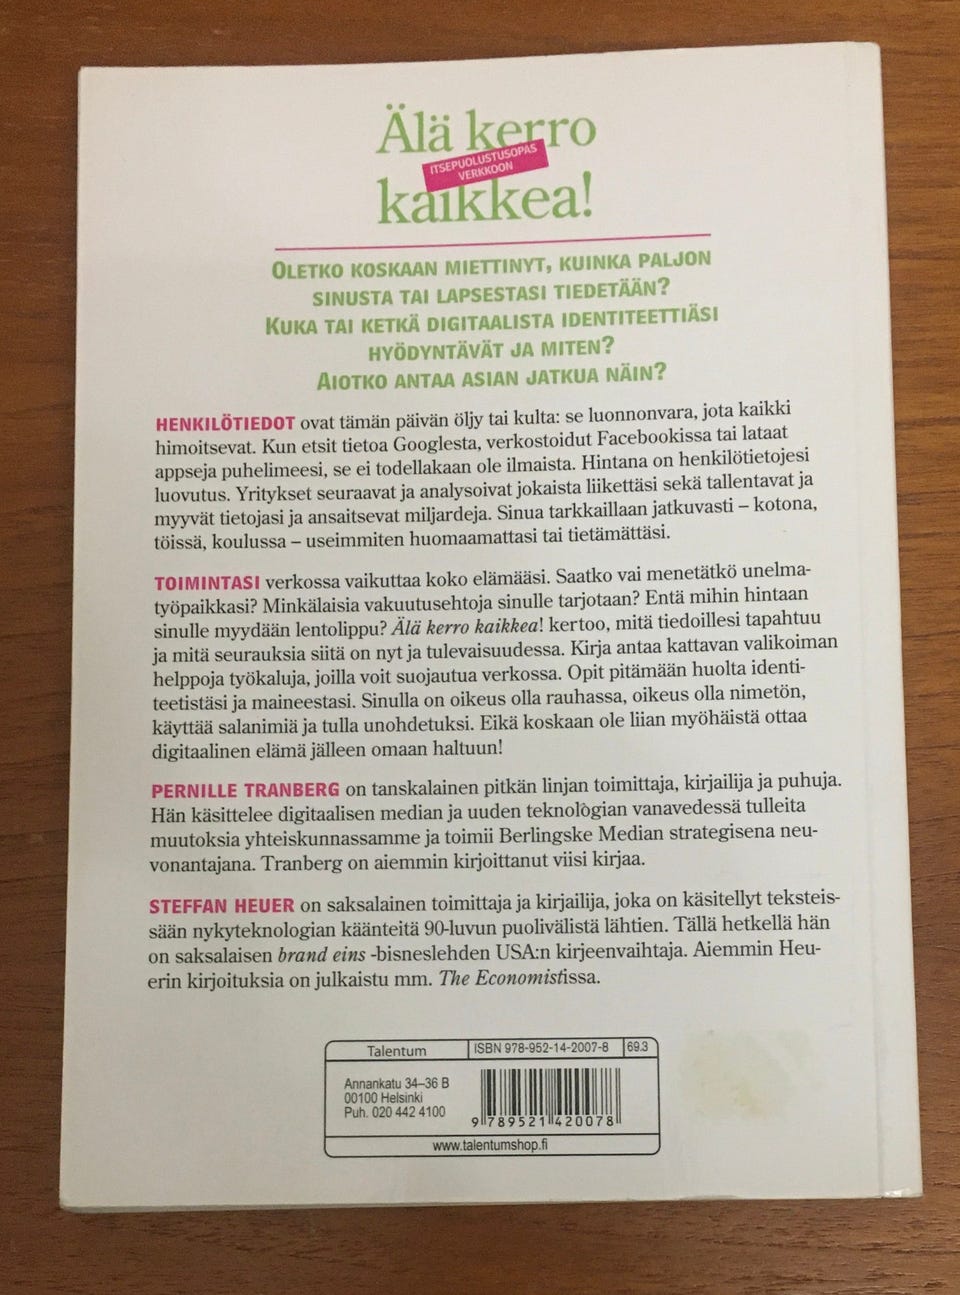 Älä kerro
ITSEPUOLUSTUSOPAS
VERKKOON
kaikkea!
OLETKO KOSKAAN MIETTINYT, KUINKA PALJON
SINUSTA TAI LAPSESTASI TIEDETÄÄN?
KUKA TAI KETKÄ DIGITAALISTA IDENTITEETTIÄSI
HYÖDYNTÄVÄT JA MITEN?
AIOTKO ANTAA ASIAN JATKUA NÄIN?
HENKILÖTIEDOT ovat tämän päivän öljy tai kulta: se luonnonvara, jota kaikki
himoitsevat. Kun etsit tietoa Googlesta, verkostoidut Facebookissa tai lataat
appseja puhelimeesi, se ei todellakaan ole ilmaista. Hintana on henkilötietojesi
luovutus. Yritykset seuraavat ja analysoivat jokaista liikettäsi sekä tallentavat ja
myyvät tietojasi ja ansaitsevat miljardeja. Sinua tarkkaillaan jatkuvasti – kotona,
töissä, koulussa – useimmiten huomaamattasi tai tietämättäsi.
TOIMINTASI verkossa vaikuttaa koko elämääsi. Saatko vai menetätkö unelma-
työpaikkasi? Minkälaisia vakuutusehtoja sinulle tarjotaan? Entä mihin hintaan
sinulle myydään lentolippu? Älä kerro kaikkea! kertoo, mitä tiedoillesi tapahtuu
ja mitä seurauksia siitä on nyt ja tulevaisuudessa. Kirja antaa kattavan valikoiman
helppoja työkaluja, joilla voit suojautua verkossa. Opit pitämään huolta identi-
teetistäsi ja maineestasi. Sinulla on oikeus olla rauhassa, oikeus olla nimetön,
käyttää salanimiä ja tulla unohdetuksi. Eikä koskaan ole liian myöhäistä ottaa
digitaalinen elämä jälleen omaan haltuun!
PERNILLE TRANBERG on tanskalainen pitkän linjan toimittaja, kirjailija ja puhuja.
Hän käsittelee digitaalisen median ja uuden teknologian vanavedessä tulleita
muutoksia yhteiskunnassamme ja toimii Berlingske Median strategisena neu-
vonantajana. Tranberg on aiemmin kirjoittanut viisi kirjaa.
STEFFAN HEUER on saksalainen toimittaja ja kirjailija, joka on käsitellyt teksteis-
sään nykyteknologian käänteitä 90-luvun puolivälistä lähtien. Tällä hetkellä hän
on saksalaisen brand eins -bisneslehden USA:n kirjeenvaihtaja. Aiemmin Heu-
erin kirjoituksia on julkaistu mm. The Economistissa.
Talentum ISBN 978-952-14-2007-8 69.3
Annankatu 34–36 B
00100 Helsinki
Puh. 020 442 4100
9 789521 420078
www.talentumshop.fi